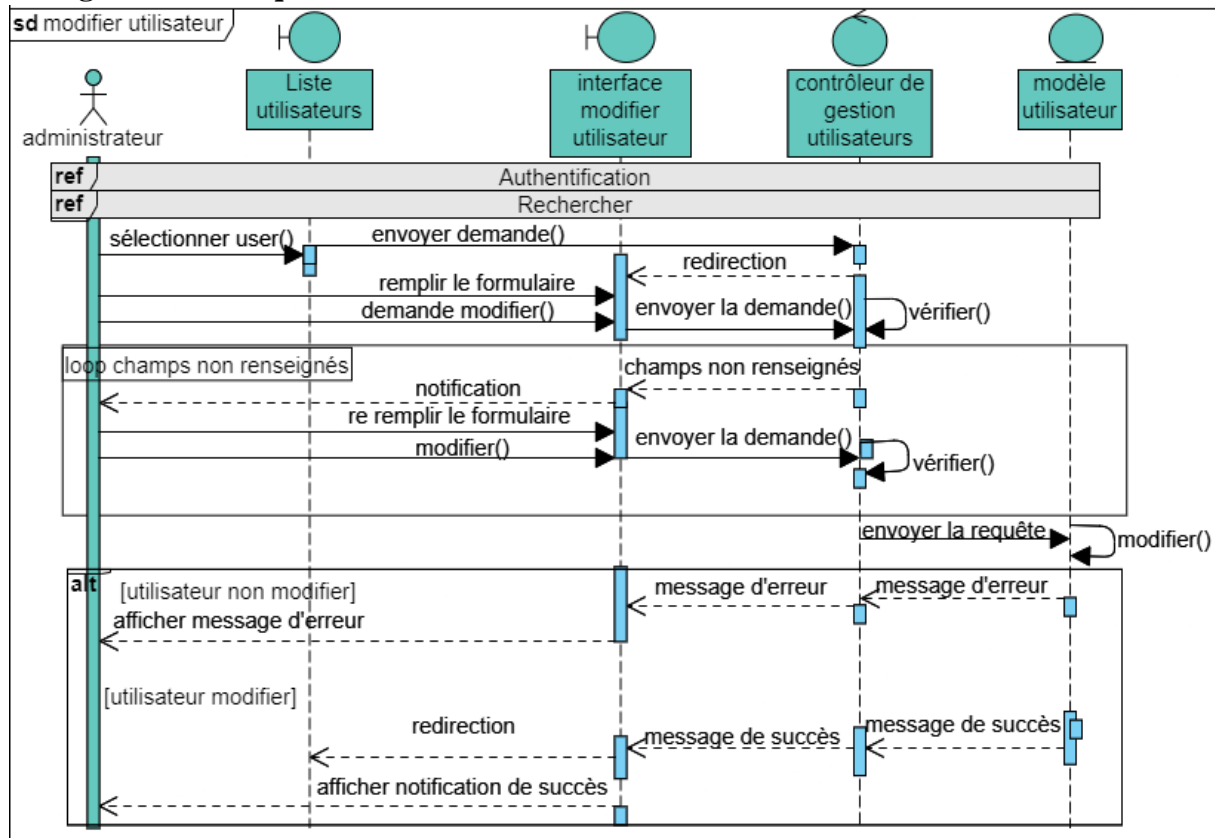 sd modifier utilisateur
administrateur
Liste
utilisateurs
interface
modifier
utilisateur
contrôleur de
gestion
utilisateurs
modèle
utilisateur
ref
Authentification
ref
Rechercher
sélectionner user()
envoyer demande()
redirection
remplir le formulaire
demande modifier()
envoyer la demande()
vérifier()
loop champs non renseignés
champs non renseignés
notification
re remplir le formulaire
modifier()
envoyer la demande()
vérifier()
envoyer la requête
modifier()
alt
[utilisateur non modifier]
message d'erreur
message d'erreur
afficher message d'erreur
[utilisateur modifier]
redirection
message de succès
message de succès
afficher notification de succès